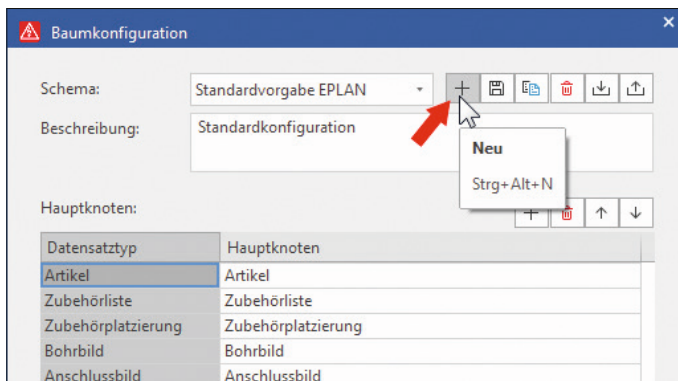 Baumkonfiguration
Schema: Standardvorgabe EPLAN
Beschreibung: Standardkonfiguration
Neu
Strg+Alt+N
Hauptknoten:
Datensatztyp Hauptknoten
Artikel Artikel
Zubehörliste Zubehörliste
Zubehörplatzierung Zubehörplatzierung
Bohrbild Bohrbild
Anschlussbild Anschlussbild